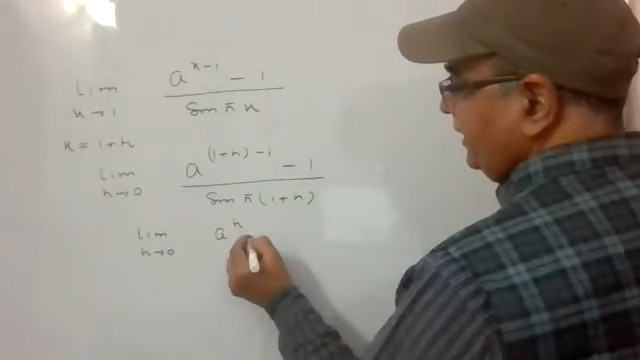 lim a^(x-1) - 1
x→1 sin πx
x = 1+h
lim a^((1+h)-1) - 1
h→0 sin π(1+h)
lim a^h
h→0